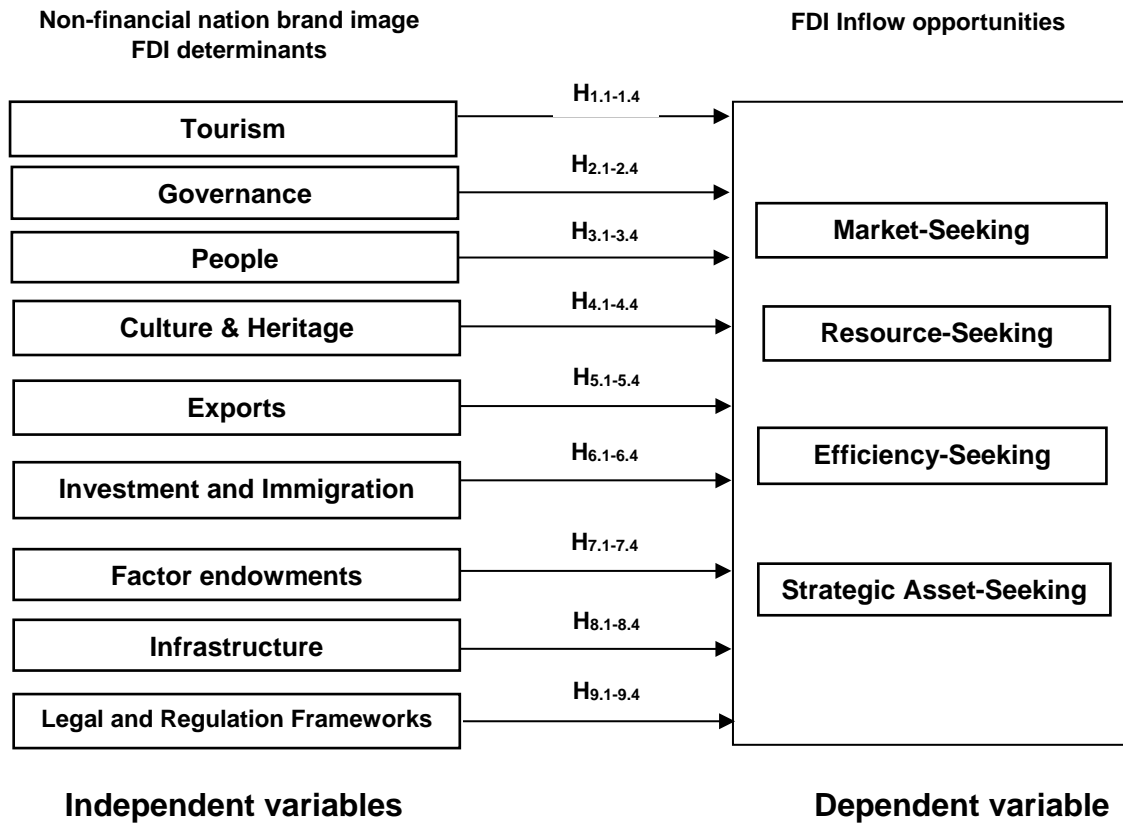 Non-financial nation brand image
FDI determinants
FDI Inflow opportunities
H1.1-1.4
Tourism
H2.1-2.4
Governance
H3.1-3.4
People
H4.1-4.4
Culture & Heritage
H5.1-5.4
Exports
H6.1-6.4
Investment and Immigration
H7.1-7.4
Factor endowments
H8.1-8.4
Infrastructure
H9.1-9.4
Legal and Regulation Frameworks
Market-Seeking
Resource-Seeking
Efficiency-Seeking
Strategic Asset-Seeking
Independent variables
Dependent variable